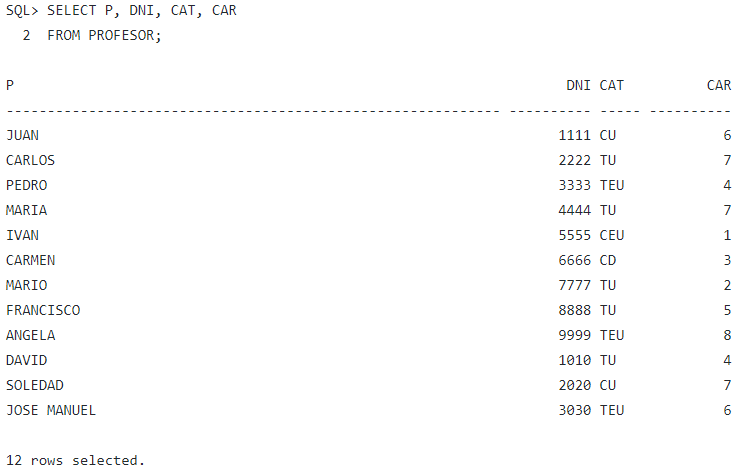 SQL> SELECT P, DNI, CAT, CAR
  2  FROM PROFESOR;

P                                                                   DNI CAT          CAR
------------------------------------------------------------ ---------- ----- ----------
JUAN                                                               1111 CU             6
CARLOS                                                             2222 TU             7
PEDRO                                                              3333 TEU            4
MARIA                                                              4444 TU             7
IVAN                                                               5555 CEU            1
CARMEN                                                             6666 CD             3
MARIO                                                              7777 TU             2
FRANCISCO                                                          8888 TU             5
ANGELA                                                             9999 TEU            8
DAVID                                                              1010 TU             4
SOLEDAD                                                            2020 CU             7
JOSE MANUEL                                                        3030 TEU            6

12 rows selected.